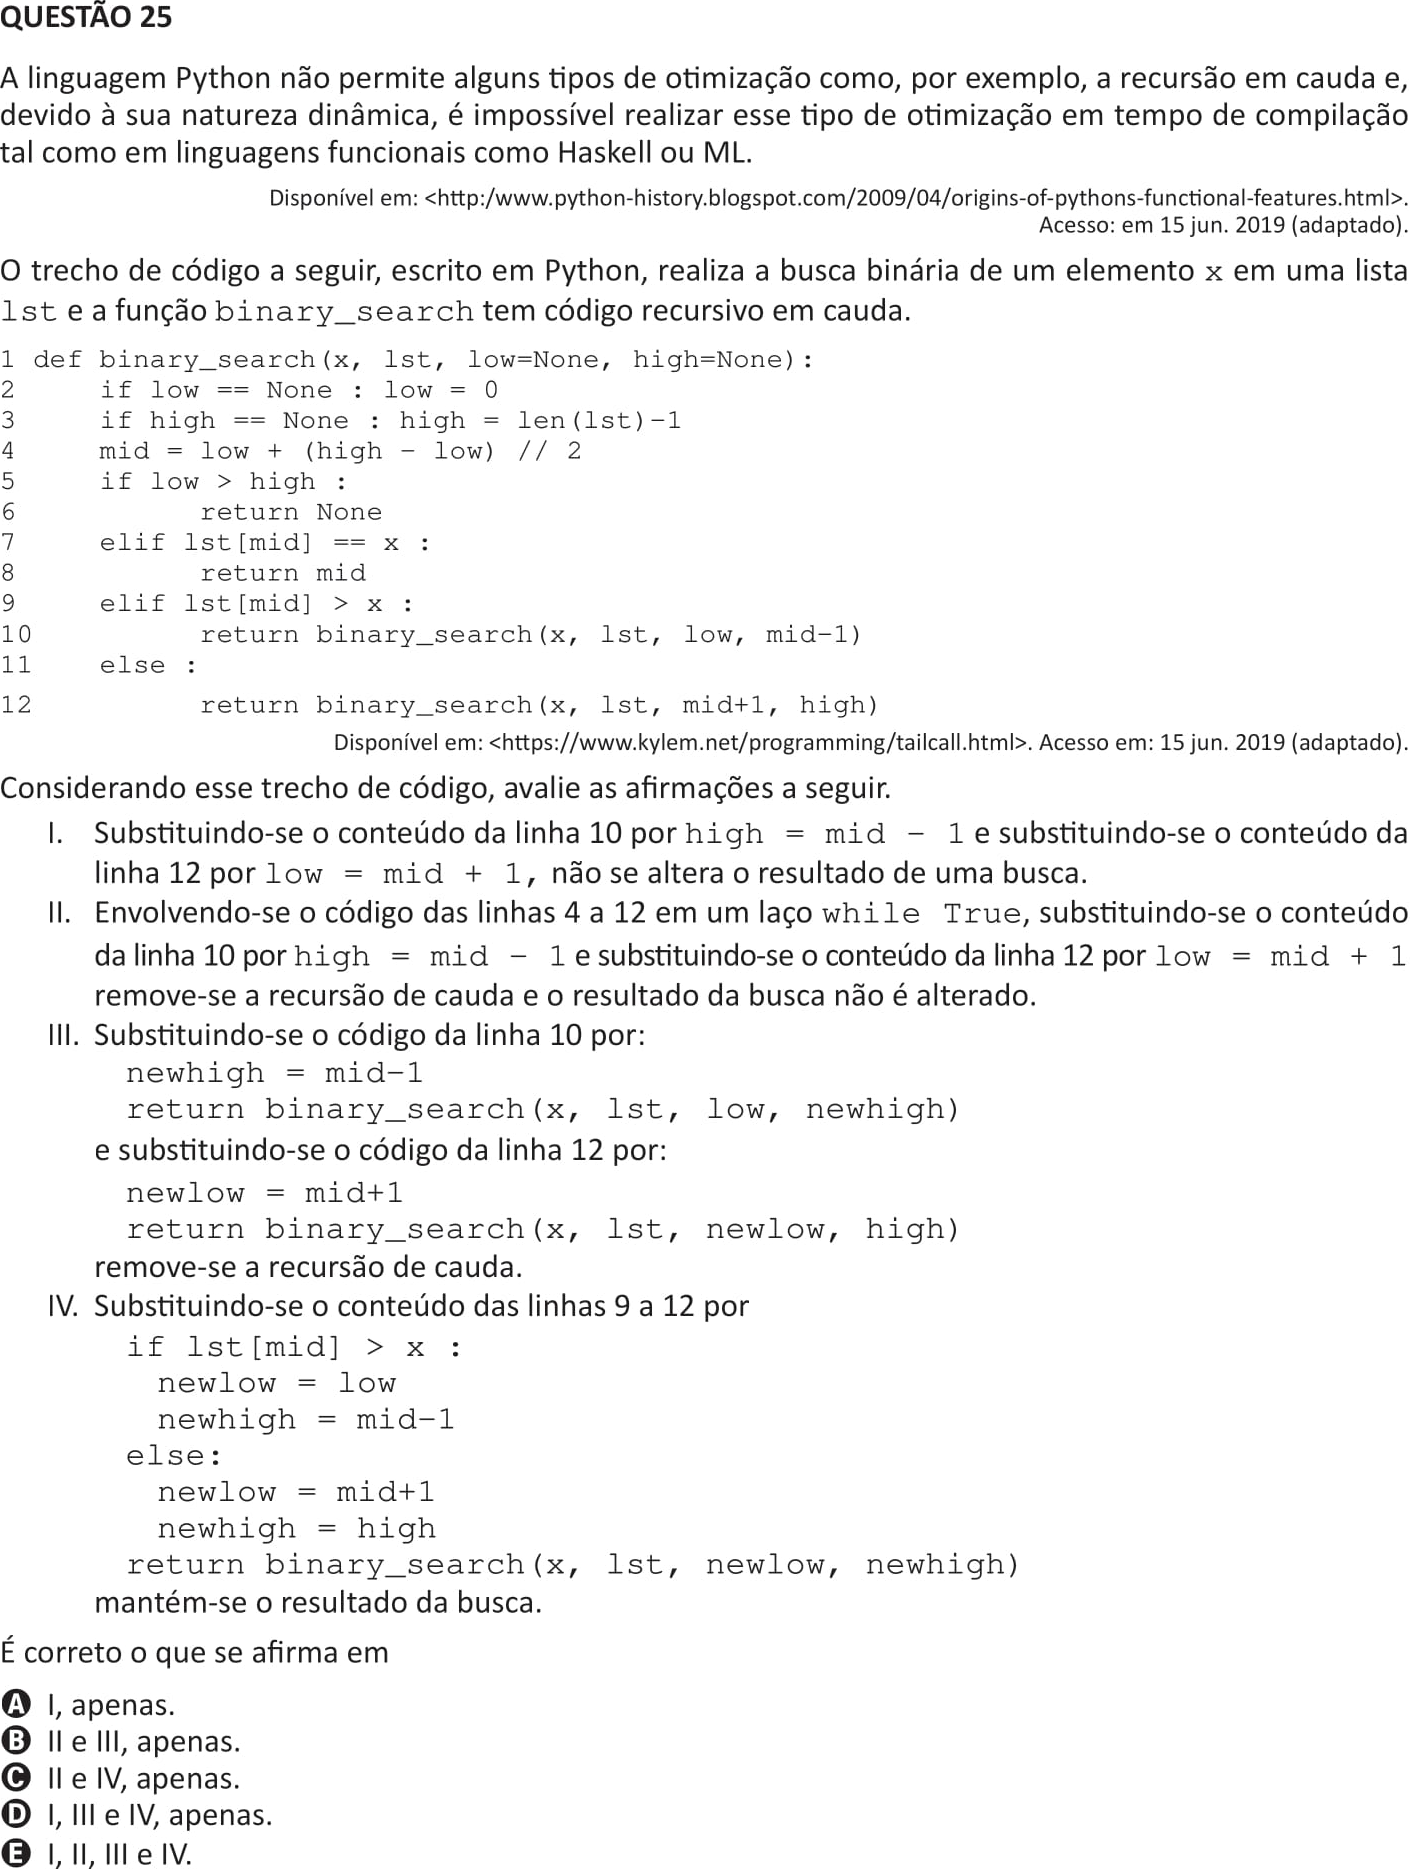 QUESTÃO 25
A linguagem Python não permite alguns tipos de otimização como, por exemplo, a recursão em cauda e,
devido à sua natureza dinâmica, é impossível realizar esse tipo de otimização em tempo de compilação
tal como em linguagens funcionais como Haskell ou ML.
Disponível em: <http:/www.python-history.blogspot.com/2009/04/origins-of-pythons-functional-features.html>.
Acesso: em 15 jun. 2019 (adaptado).
O trecho de código a seguir, escrito em Python, realiza a busca binária de um elemento x em uma lista
lst e a função binary_search tem código recursivo em cauda.
1 def binary_search(x, lst, low=None, high=None):
2     if low == None : low = 0
3     if high == None : high = len(lst)-1
4     mid = low + (high - low) // 2
5     if low > high :
6           return None
7     elif lst[mid] == x :
8           return mid
9     elif lst[mid] > x :
10          return binary_search(x, lst, low, mid-1)
11    else :
12          return binary_search(x, lst, mid+1, high)
Disponível em: <https://www.kylem.net/programming/tailcall.html>. Acesso em: 15 jun. 2019 (adaptado).
Considerando esse trecho de código, avalie as afirmações a seguir.
I. Substituindo-se o conteúdo da linha 10 por high = mid - 1 e substituindo-se o conteúdo da
linha 12 por low = mid + 1, não se altera o resultado de uma busca.
II. Envolvendo-se o código das linhas 4 a 12 em um laço while True, substituindo-se o conteúdo
da linha 10 por high = mid - 1 e substituindo-se o conteúdo da linha 12 por low = mid + 1
remove-se a recursão de cauda e o resultado da busca não é alterado.
III. Substituindo-se o código da linha 10 por:
newhigh = mid-1
return binary_search(x, lst, low, newhigh)
e substituindo-se o código da linha 12 por:
newlow = mid+1
return binary_search(x, lst, newlow, high)
remove-se a recursão de cauda.
IV. Substituindo-se o conteúdo das linhas 9 a 12 por
if lst[mid] > x :
newlow = low
newhigh = mid-1
else:
newlow = mid+1
newhigh = high
return binary_search(x, lst, newlow, newhigh)
mantém-se o resultado da busca.
É correto o que se afirma em
A I, apenas.
B II e III, apenas.
C II e IV, apenas.
D I, III e IV, apenas.
E I, II, III e IV.